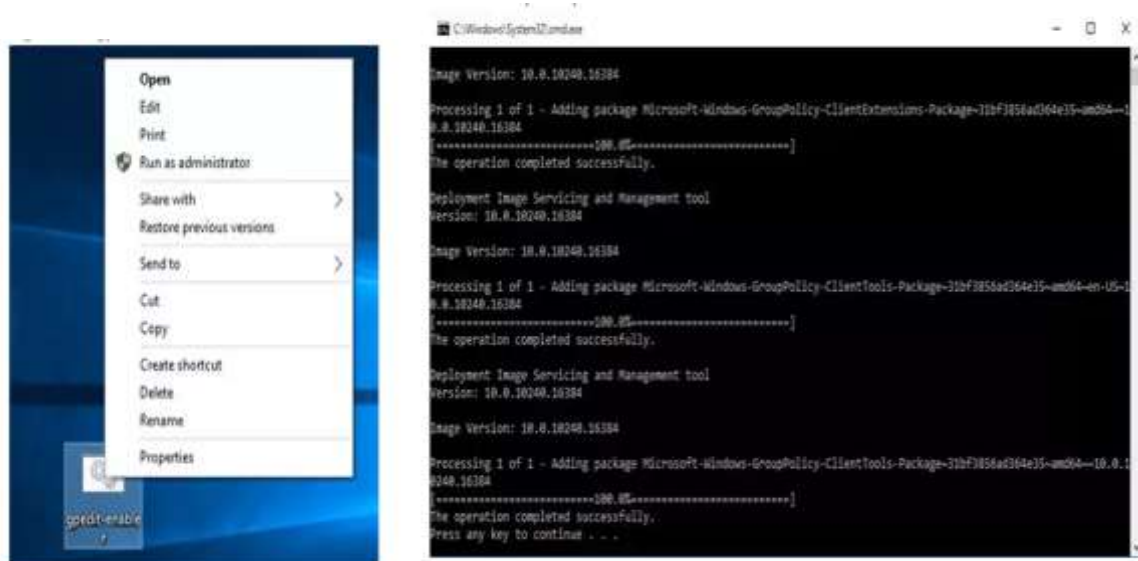 Open
Edit
Print
Run as administrator
Share with
Restore previous versions
Send to
Cut
Copy
Create shortcut
Delete
Rename
Properties
gpedit-enable
r
C:\Windows\System32\cmd.exe
Image Version: 10.0.10240.16384
Processing 1 of 1 - Adding package Microsoft-Windows-GroupPolicy-ClientExtensions-Package~31bf3856ad364e35~amd64~~1
0.0.10240.16384
[==========================100.0%==========================]
The operation completed successfully.
Deployment Image Servicing and Management tool
Version: 10.0.10240.16384
Image Version: 10.0.10240.16384
Processing 1 of 1 - Adding package Microsoft-Windows-GroupPolicy-ClientTools-Package~31bf3856ad364e35~amd64~en-US~1
0.0.10240.16384
[==========================100.0%==========================]
The operation completed successfully.
Deployment Image Servicing and Management tool
Version: 10.0.10240.16384
Image Version: 10.0.10240.16384
Processing 1 of 1 - Adding package Microsoft-Windows-GroupPolicy-ClientTools-Package~31bf3856ad364e35~amd64~~10.0.1
0240.16384
[==========================100.0%==========================]
The operation completed successfully.
Press any key to continue . . .